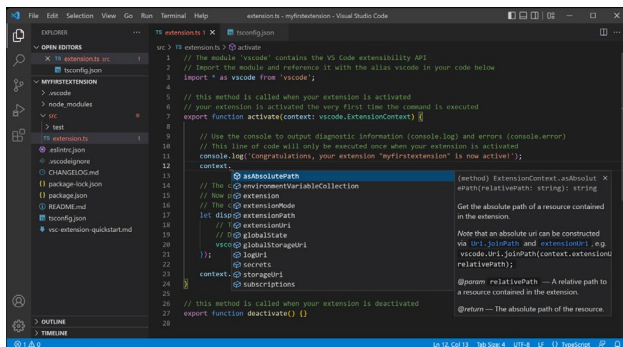 File Edit Selection View Go Run Terminal Help extension.ts - myfirstextension - Visual Studio Code
EXPLORER
OPEN EDITORS
TS extension.ts src 1
tsconfig.json
MYFIRSTEXTENSION
.vscode
node_modules
src
test
TS extension.ts 1
.eslintrc.json
.vscodeignore
CHANGELOG.md
{} package-lock.json
{} package.json
README.md
tsconfig.json
vsc-extension-quickstart.md
OUTLINE
TIMELINE
TS extension.ts 1 tsconfig.json
src > TS extension.ts > activate
1 // The module 'vscode' contains the VS Code extensibility API
2 // Import the module and reference it with the alias vscode in your code below
3 import * as vscode from 'vscode';
4
5 // this method is called when your extension is activated
6 // your extension is activated the very first time the command is executed
7 export function activate(context: vscode.ExtensionContext) {
8
9 // Use the console to output diagnostic information (console.log) and errors (console.error)
10 // This line of code will only be executed once when your extension is activated
11 console.log('Congratulations, your extension "myfirstextension" is now active!');
12 context.
13
14 // The c
15 // Now p
16 // The c
17 let disp
18 // T
19 // D
20 vsco
21 });
22
23 context.
24 }
25
26 // this method is called when your extension is deactivated
27 export function deactivate() {}
28
asAbsolutePath
environmentVariableCollection
extension
extensionMode
extensionPath
extensionUri
globalState
globalStorageUri
logUri
secrets
storageUri
subscriptions
(method) ExtensionContext.asAbsolut
ePath(relativePath: string): string
Get the absolute path of a resource contained
in the extension.
Note that an absolute uri can be constructed
via Uri.joinPath and extensionUri, e.g.
vscode.Uri.joinPath(context.extensionU
relativePath);
@param relativePath — A relative path to
a resource contained in the extension.
@return — The absolute path of the resource.
1 0
Ln 12, Col 13 Tab Size: 4 UTF-8 LF {} TypeScript